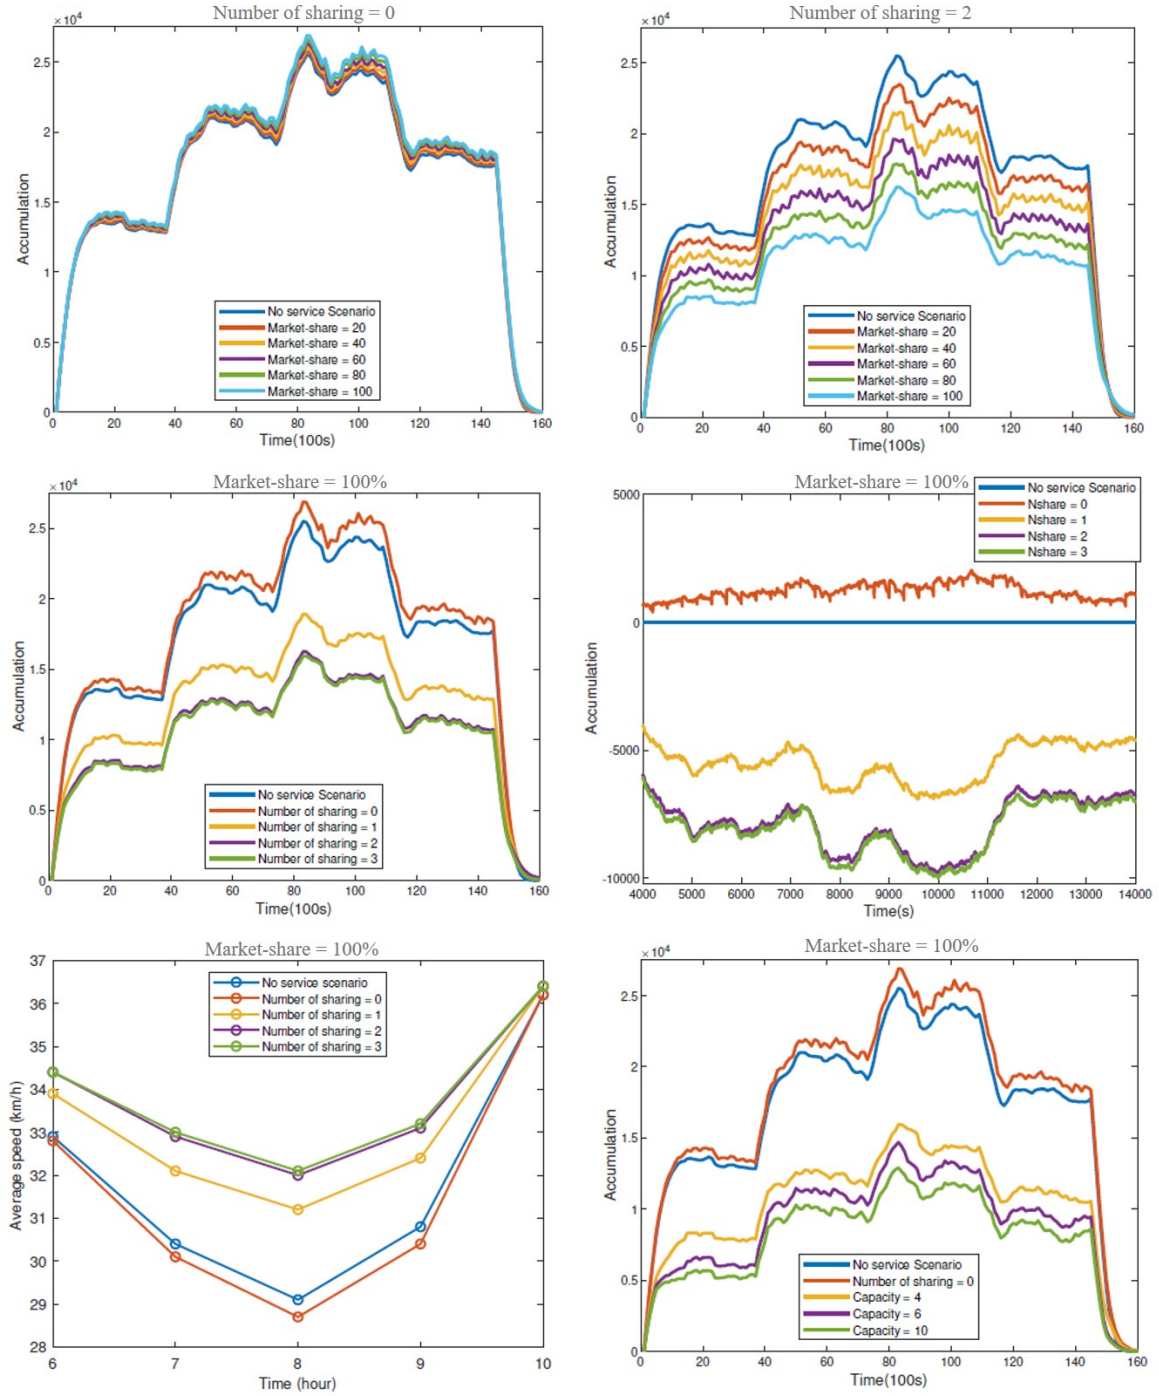 Number of sharing = 0
×10⁴
2.5
2
1.5
1
0.5
0
Accumulation
No service Scenario
Market-share = 20
Market-share = 40
Market-share = 60
Market-share = 80
Market-share = 100
0 20 40 60 80 100 120 140 160
Time(100s)
Number of sharing = 2
×10⁴
2.5
2
1.5
1
0.5
0
Accumulation
No service Scenario
Market-share = 20
Market-share = 40
Market-share = 60
Market-share = 80
Market-share = 100
0 20 40 60 80 100 120 140 160
Time(100s)
Market-share = 100%
×10⁴
2.5
2
1.5
1
0.5
0
Accumulation
No service Scenario
Number of sharing = 0
Number of sharing = 1
Number of sharing = 2
Number of sharing = 3
0 20 40 60 80 100 120 140 160
Time(100s)
Market-share = 100%
5000
0
-5000
-10000
Accumulation
No service Scenario
Nshare = 0
Nshare = 1
Nshare = 2
Nshare = 3
4000 5000 6000 7000 8000 9000 10000 11000 12000 13000 14000
Time(s)
Market-share = 100%
37
36
35
34
33
32
31
30
29
28
Average speed (km/h)
No service scenario
Number of sharing = 0
Number of sharing = 1
Number of sharing = 2
Number of sharing = 3
6 7 8 9 10
Time (hour)
Market-share = 100%
×10⁴
2.5
2
1.5
1
0.5
0
Accumulation
No service Scenario
Number of sharing = 0
Capacity = 4
Capacity = 6
Capacity = 10
0 20 40 60 80 100 120 140 160
Time(100s)